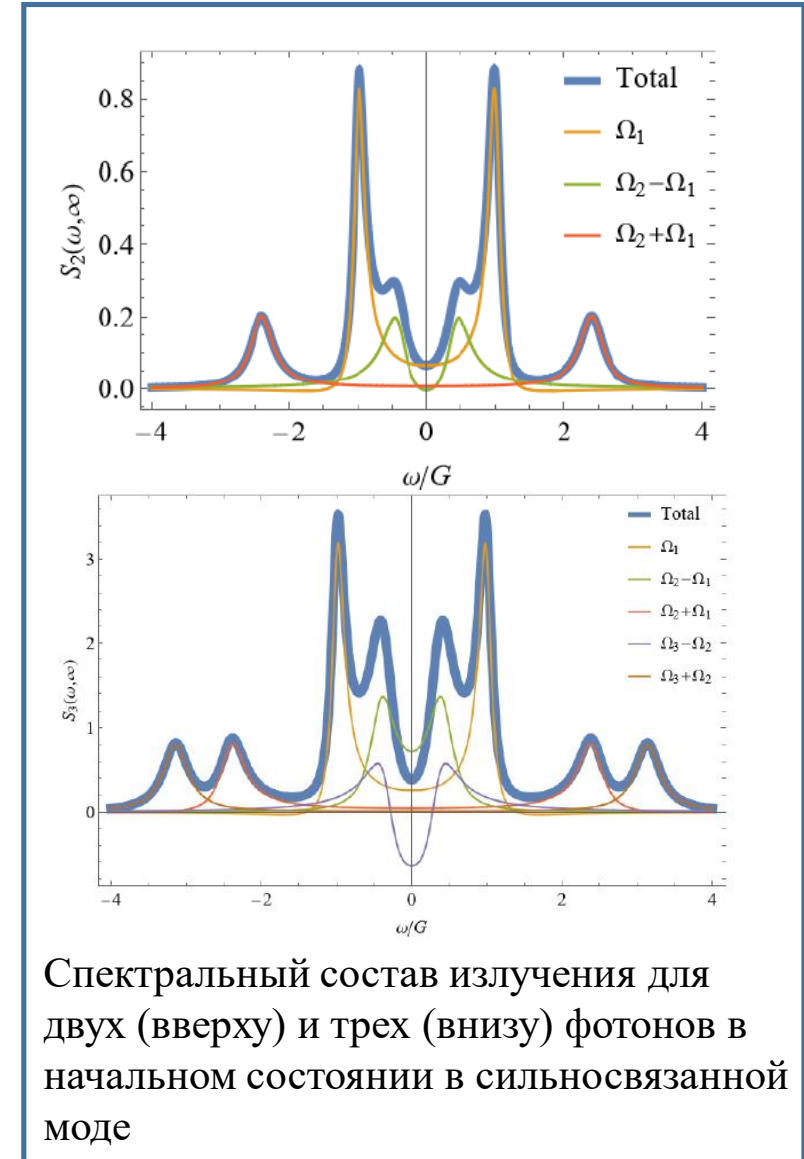 Total
Ω₁
Ω₂−Ω₁
Ω₂+Ω₁
S₂(ω,∞)
0.8
0.6
0.4
0.2
0.0
−4 −2 0 2 4
ω/G
Total
Ω₁
Ω₂−Ω₁
Ω₂+Ω₁
Ω₃−Ω₂
Ω₃+Ω₂
S₃(ω,∞)
3
2
1
0
−4 −2 0 2 4
ω/G
Спектральный состав излучения для
двух (вверху) и трех (внизу) фотонов в
начальном состоянии в сильносвязанной
моде